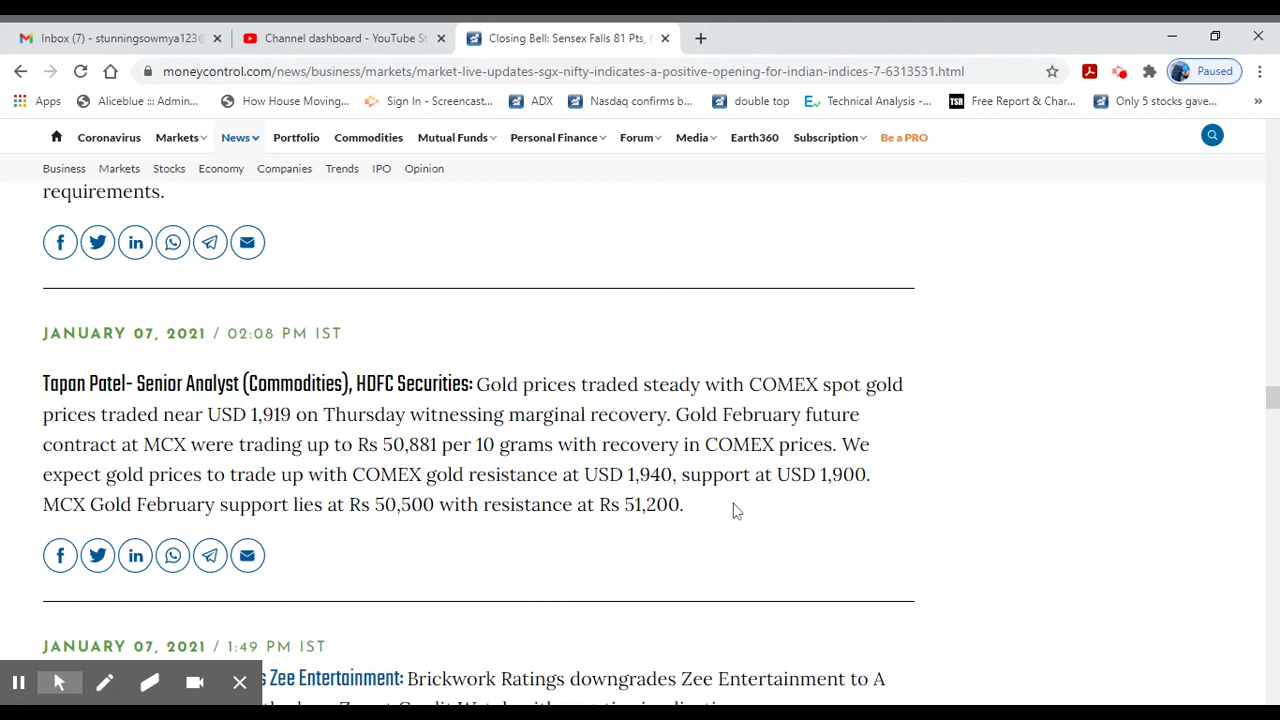 Inbox (7) - stunningsowmya123@
Channel dashboard - YouTube St
Closing Bell: Sensex Falls 81 Pts,
Paused
moneycontrol.com/news/business/markets/market-live-updates-sgx-nifty-indicates-a-positive-opening-for-indian-indices-7-6313531.html
Apps Aliceblue ::: Admin... How House Moving... Sign In - Screencast... ADX Nasdaq confirms b... double top Technical Analysis -... TSR Free Report & Char... Only 5 stocks gave... »
Coronavirus Markets News Portfolio Commodities Mutual Funds Personal Finance Forum Media Earth360 Subscription Be a PRO
Business Markets Stocks Economy Companies Trends IPO Opinion
requirements.
JANUARY 07, 2021 / 02:08 PM IST
Tapan Patel- Senior Analyst (Commodities), HDFC Securities: Gold prices traded steady with COMEX spot gold
prices traded near USD 1,919 on Thursday witnessing marginal recovery. Gold February future
contract at MCX were trading up to Rs 50,881 per 10 grams with recovery in COMEX prices. We
expect gold prices to trade up with COMEX gold resistance at USD 1,940, support at USD 1,900.
MCX Gold February support lies at Rs 50,500 with resistance at Rs 51,200.
JANUARY 07, 2021 / 1:49 PM IST
Zee Entertainment: Brickwork Ratings downgrades Zee Entertainment to A